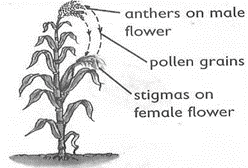 anthers on male
flower
pollen grains
stigmas on
female flower